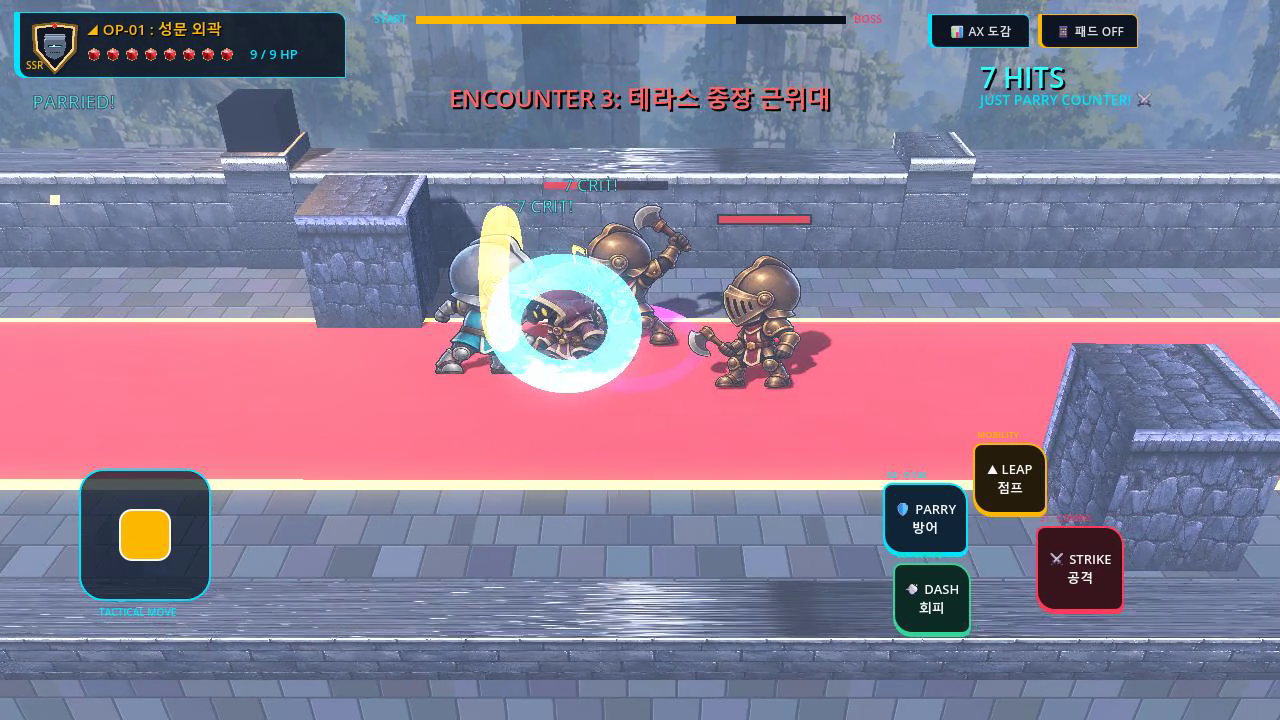 ◢ OP-01 : 성문 외곽
9 / 9 HP
SSR
START
BOSS
📊 AX 도감
패드 OFF
PARRIED!
ENCOUNTER 3: 테라스 중장 근위대
7 HITS
JUST PARRY COUNTER! ⚔
7 CRIT!
7 CRIT!
MOBILITY
▲ LEAP
점프
🛡 PARRY
방어
⚔ STRIKE
공격
DASH
회피
TACTICAL MOVE